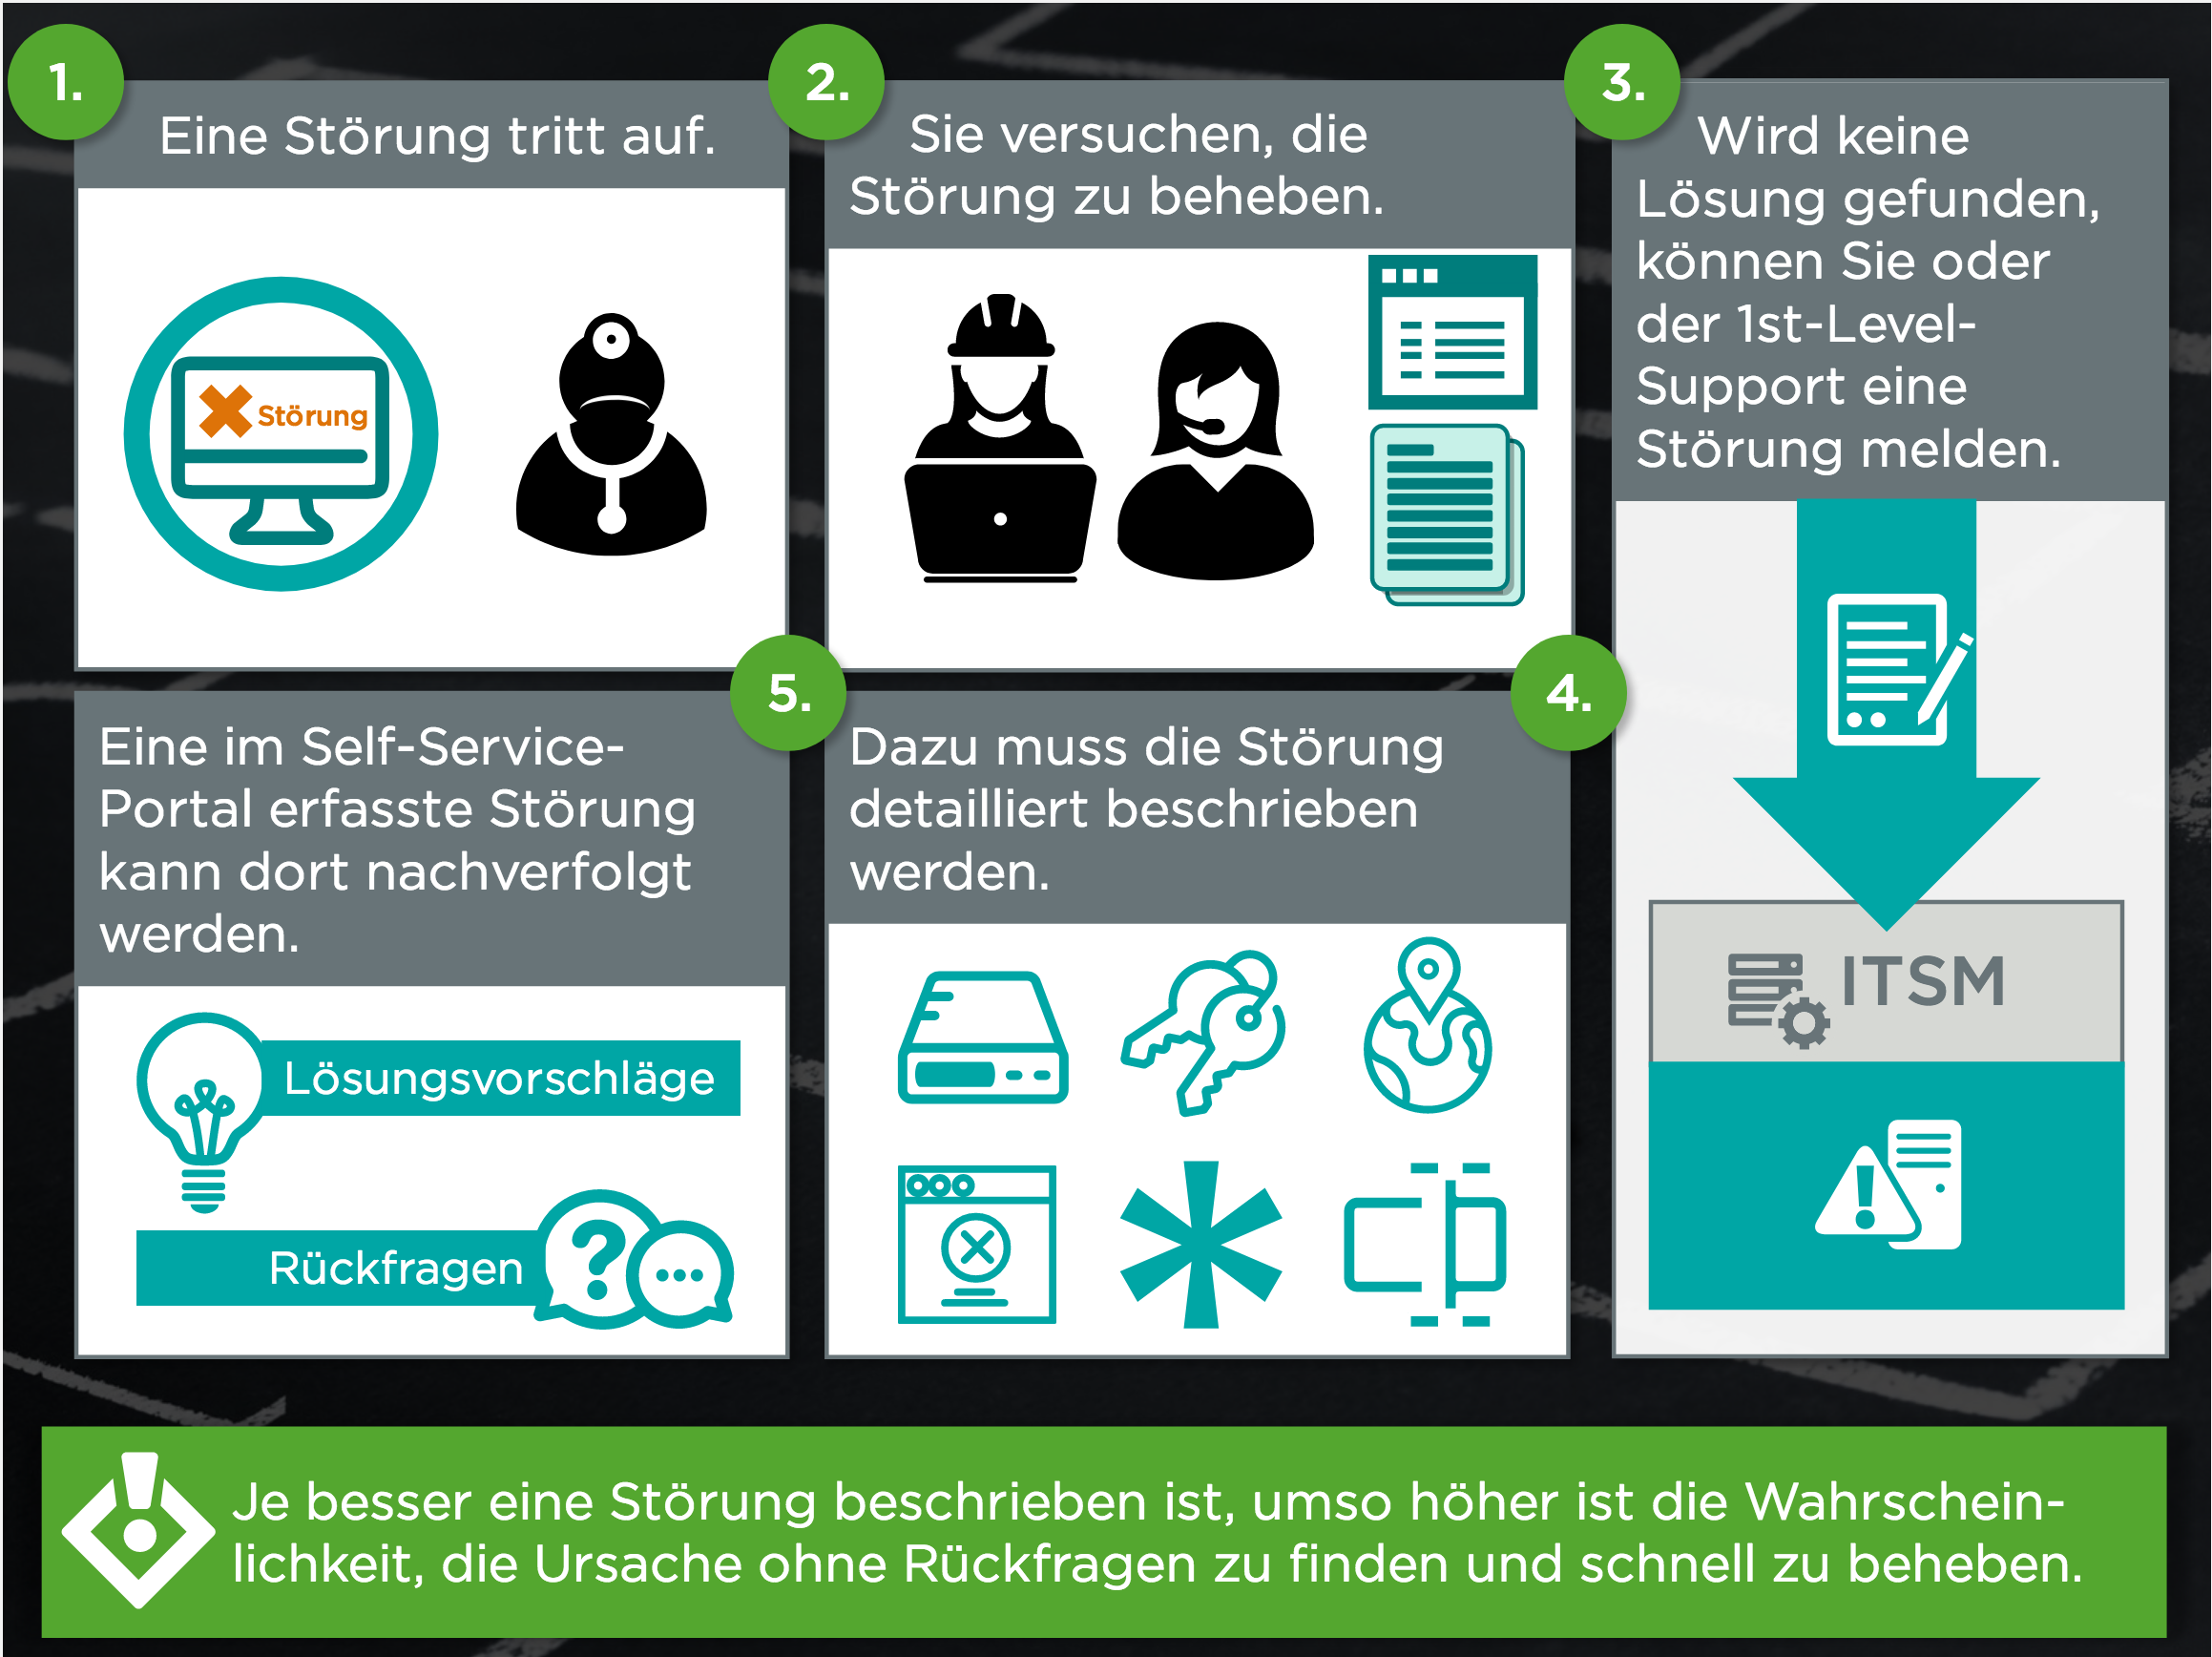 1.
Eine Störung tritt auf.
Störung
2.
Sie versuchen, die
Störung zu beheben.
3.
Wird keine
Lösung gefunden,
können Sie oder
der 1st-Level-
Support eine
Störung melden.
ITSM
4.
Dazu muss die Störung
detailliert beschrieben
werden.
5.
Eine im Self-Service-
Portal erfasste Störung
kann dort nachverfolgt
werden.
Lösungsvorschläge
Rückfragen
Je besser eine Störung beschrieben ist, umso höher ist die Wahrschein-
lichkeit, die Ursache ohne Rückfragen zu finden und schnell zu beheben.